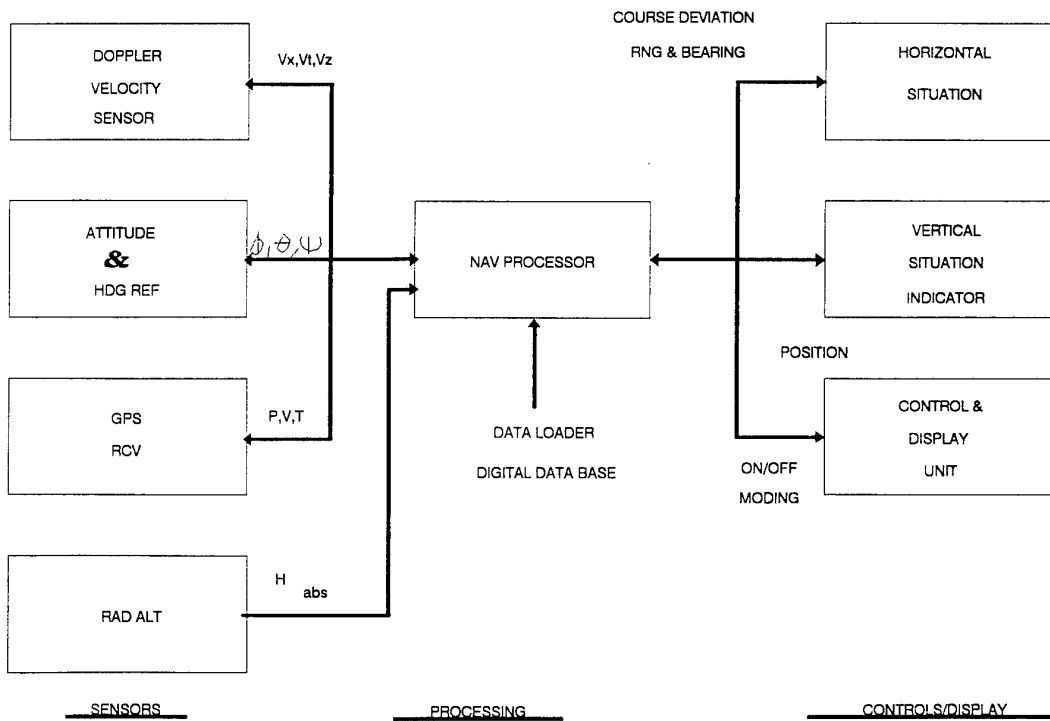 DOPPLER
VELOCITY
SENSOR
Vx,Vt,Vz
ATTITUDE
&
HDG REF
ϕ,θ,ψ
GPS
RCV
P,V,T
RAD ALT
H abs
SENSORS
NAV PROCESSOR
DATA LOADER
DIGITAL DATA BASE
PROCESSING
COURSE DEVIATION
RNG & BEARING
HORIZONTAL
SITUATION
VERTICAL
SITUATION
INDICATOR
POSITION
CONTROL &
DISPLAY
UNIT
ON/OFF
MODING
CONTROLS/DISPLAY